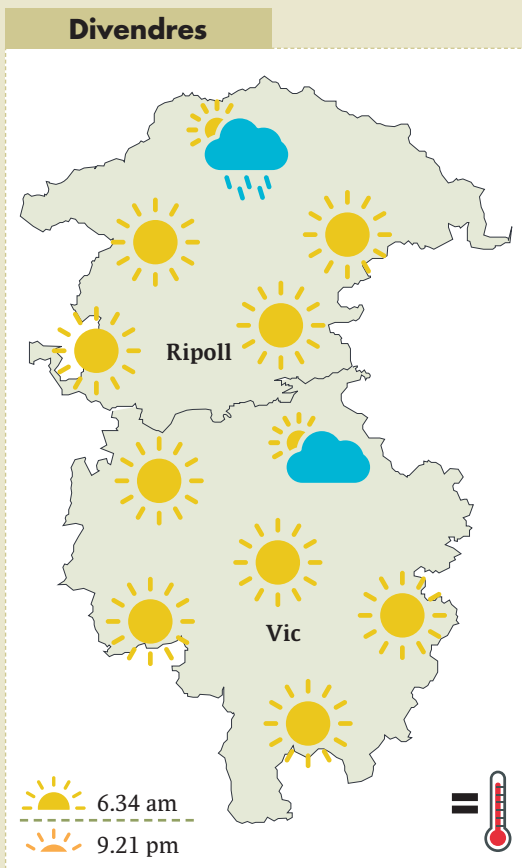 Divendres
Ripoll
Vic
6.34 am
9.21 pm
=